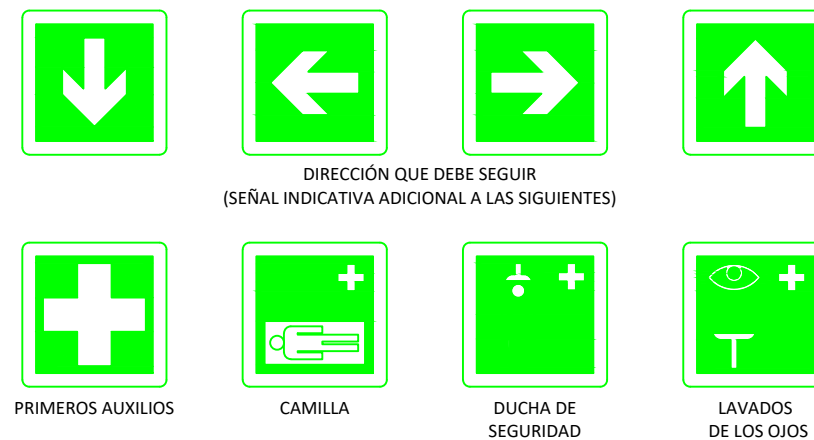 DIRECCIÓN QUE DEBE SEGUIR
(SEÑAL INDICATIVA ADICIONAL A LAS SIGUIENTES)
PRIMEROS AUXILIOS
CAMILLA
DUCHA DE
SEGURIDAD
LAVADOS
DE LOS OJOS